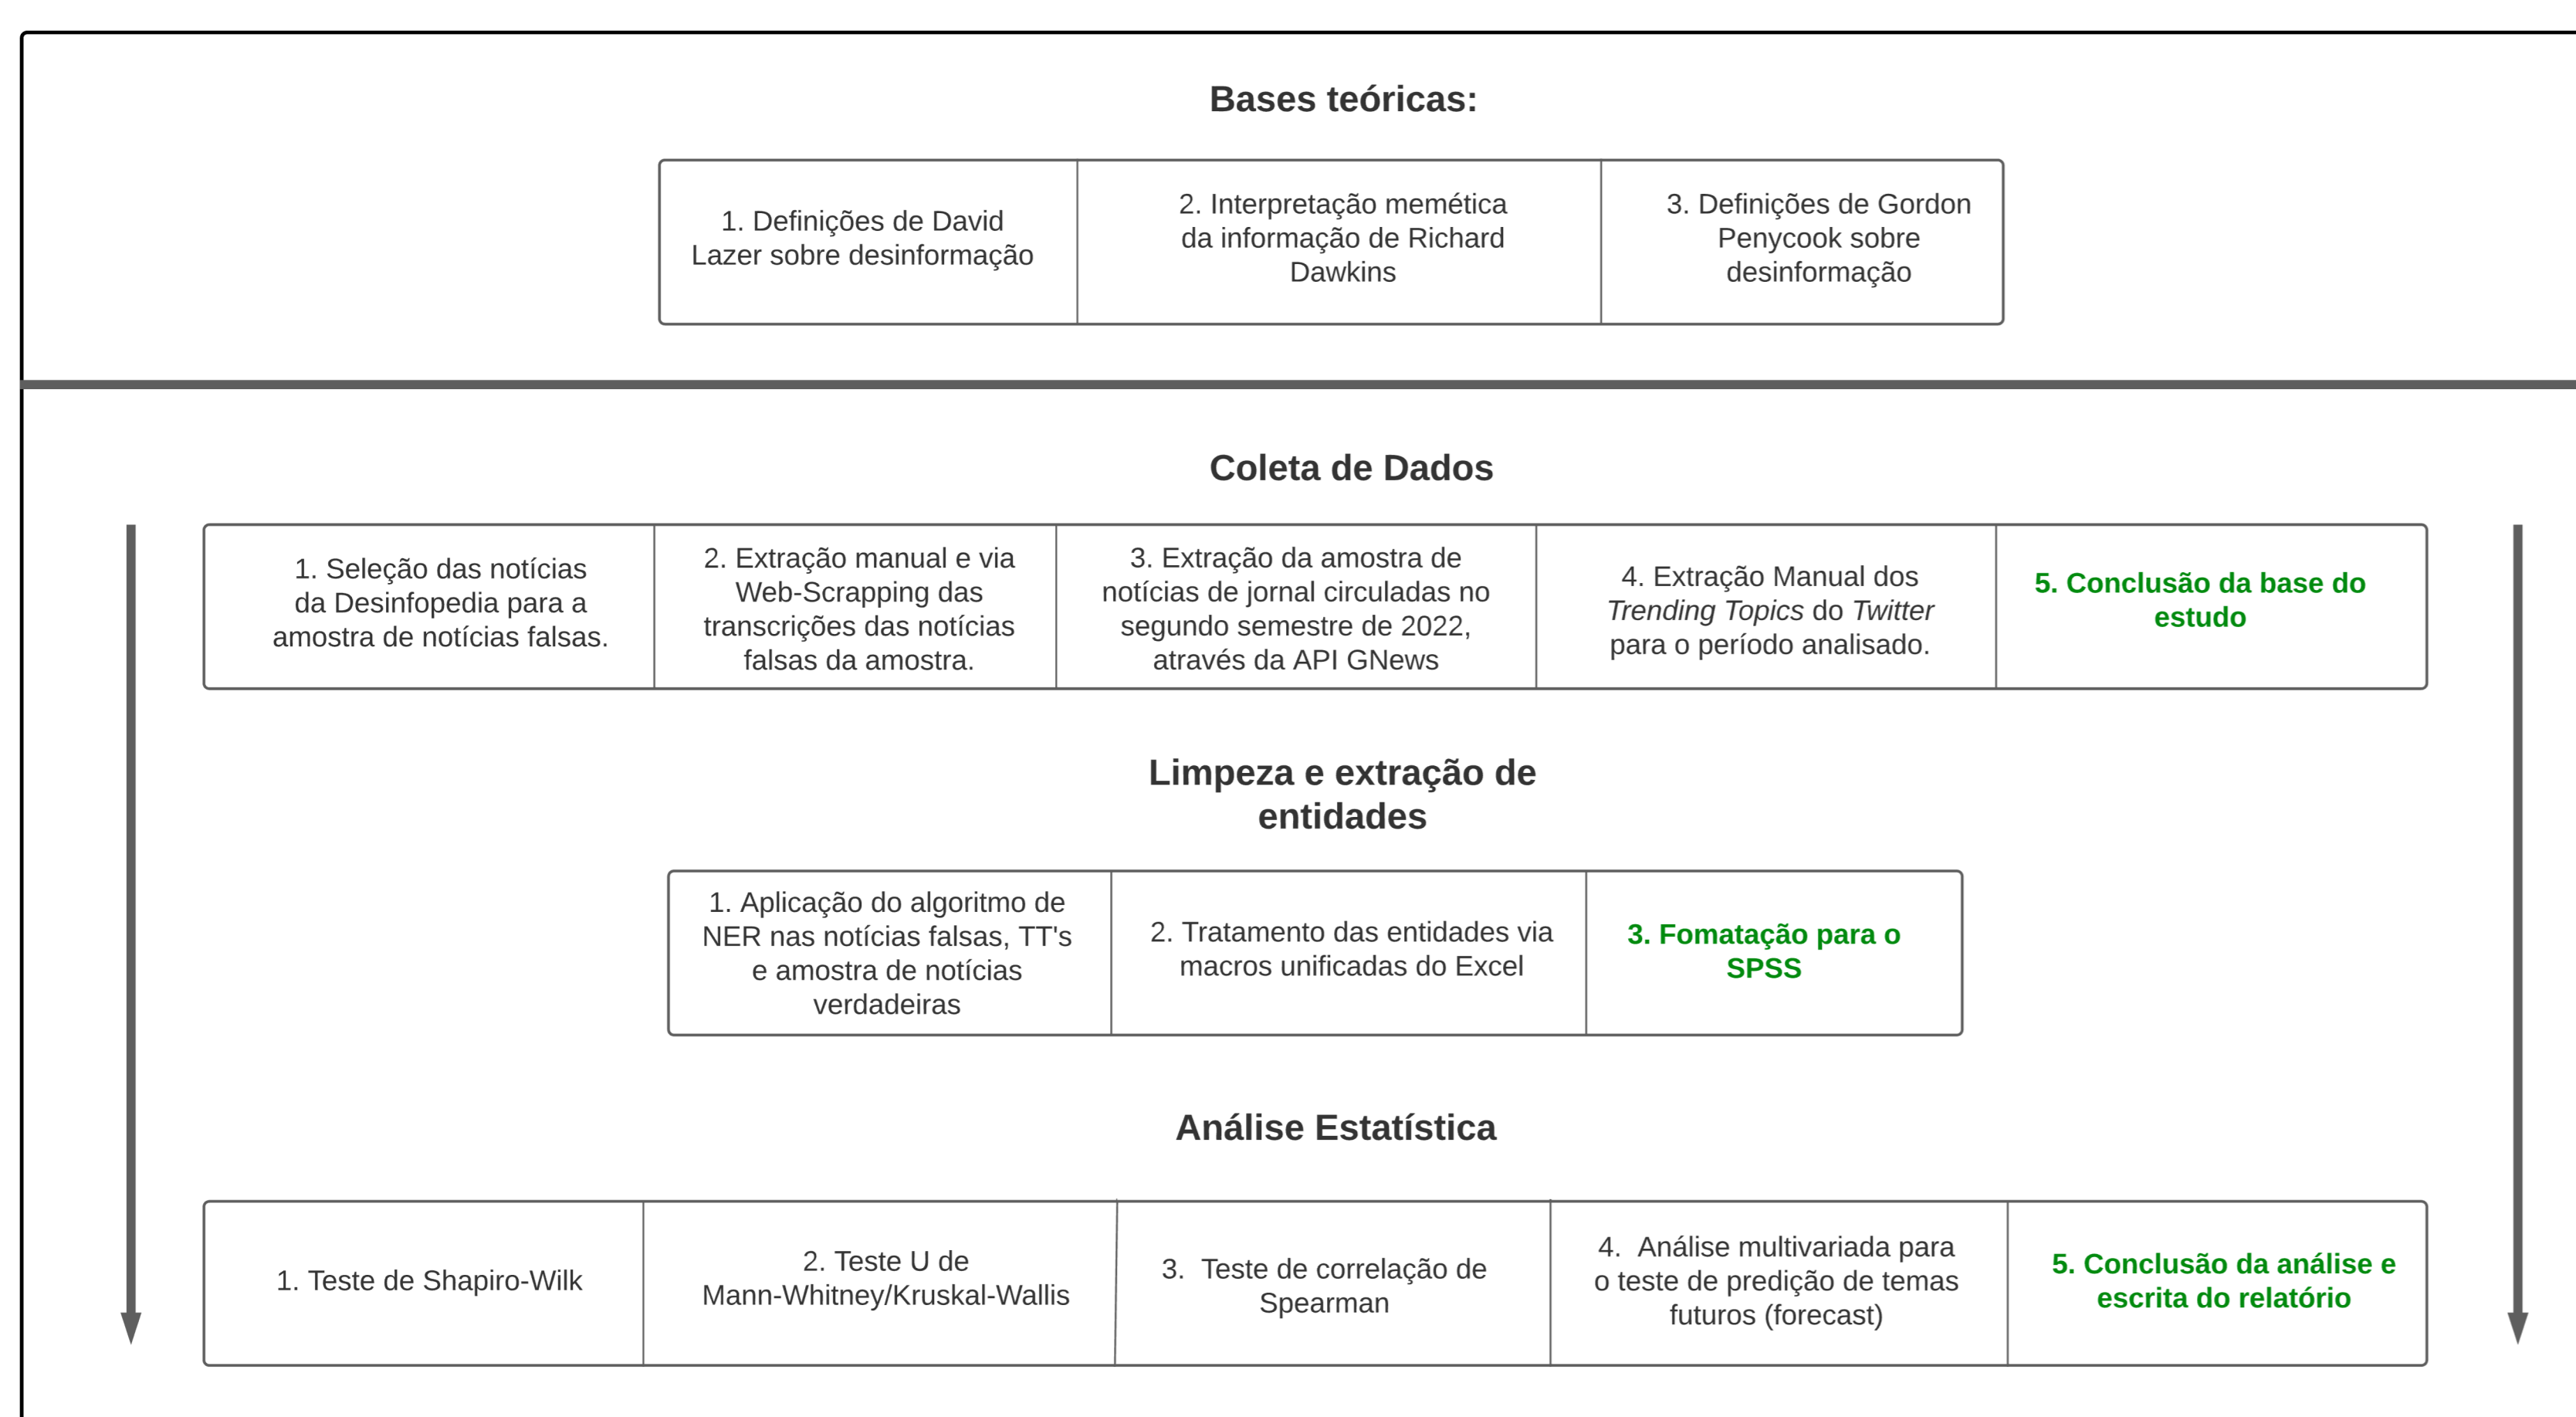 Bases teóricas:
1. Definições de David
Lazer sobre desinformação
2. Interpretação memética
da informação de Richard
Dawkins
3. Definições de Gordon
Penycook sobre
desinformação
Coleta de Dados
1. Seleção das notícias
da Desinfopedia para a
amostra de notícias falsas.
2. Extração manual e via
Web-Scrapping das
transcrições das notícias
falsas da amostra.
3. Extração da amostra de
notícias de jornal circuladas no
segundo semestre de 2022,
através da API GNews
4. Extração Manual dos
Trending Topics do Twitter
para o período analisado.
5. Conclusão da base do
estudo
Limpeza e extração de
entidades
1. Aplicação do algoritmo de
NER nas notícias falsas, TT's
e amostra de notícias
verdadeiras
2. Tratamento das entidades via
macros unificadas do Excel
3. Fomatação para o
SPSS
Análise Estatística
1. Teste de Shapiro-Wilk
2. Teste U de
Mann-Whitney/Kruskal-Wallis
3. Teste de correlação de
Spearman
4. Análise multivariada para
o teste de predição de temas
futuros (forecast)
5. Conclusão da análise e
escrita do relatório